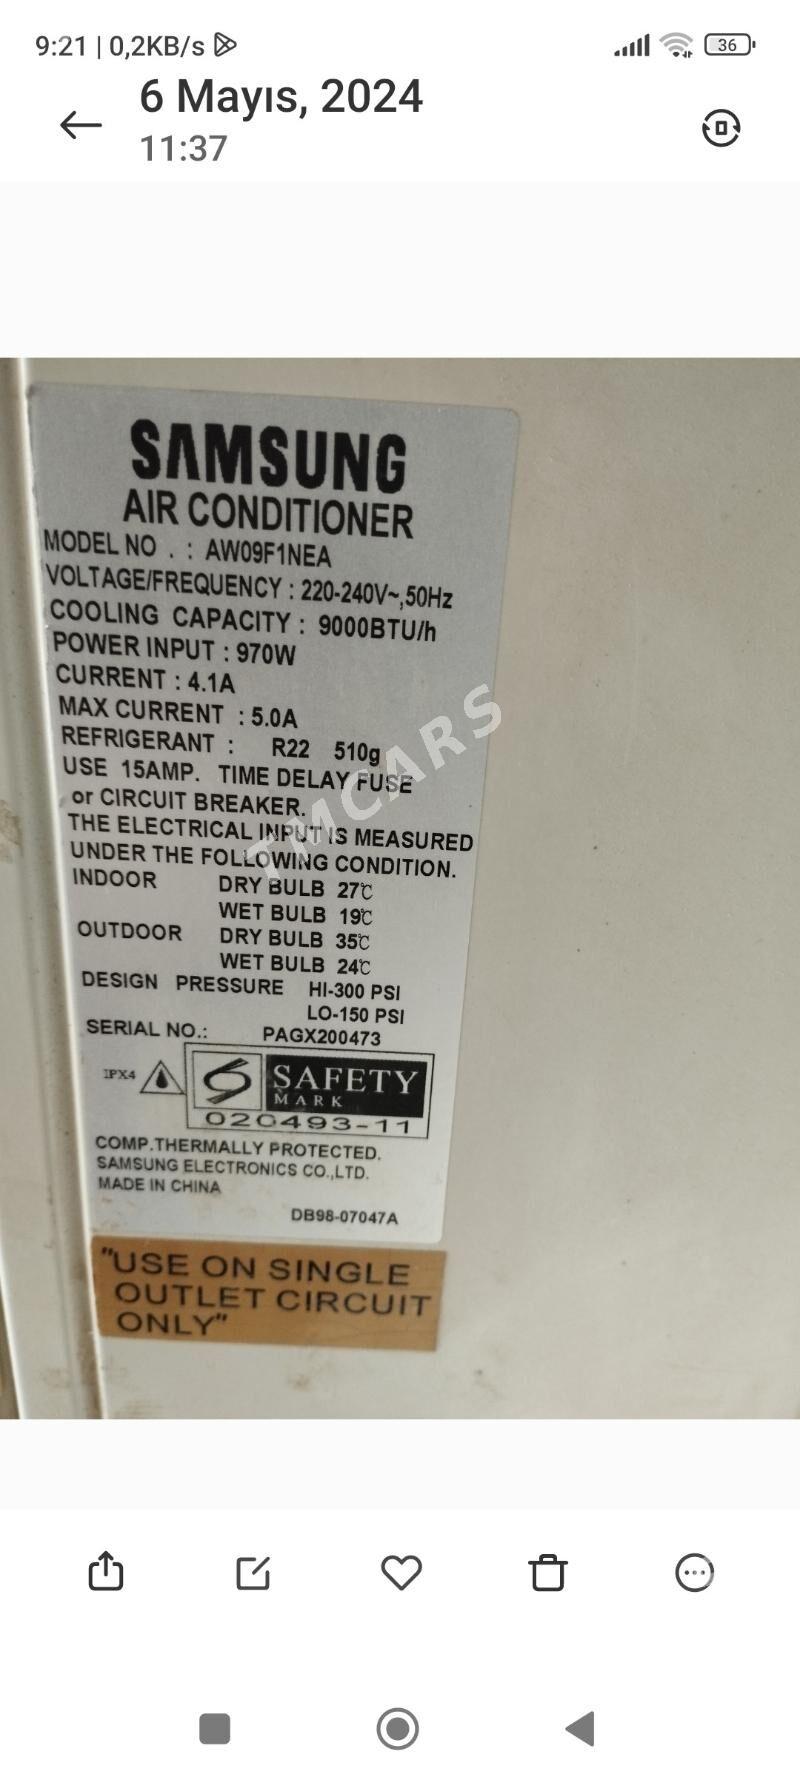 9:21 | 0,2KB/s
36
6 Mayıs, 2024
11:37
SAMSUNG
AIR CONDITIONER
MODEL NO . : AW09F1NEA
VOLTAGE/FREQUENCY : 220-240V~,50Hz
COOLING CAPACITY : 9000BTU/h
POWER INPUT : 970W
CURRENT : 4.1A
MAX CURRENT : 5.0A
REFRIGERANT : R22 510g
USE 15AMP. TIME DELAY FUSE
or CIRCUIT BREAKER.
THE ELECTRICAL INPUT IS MEASURED
UNDER THE FOLLOWING CONDITION.
INDOOR DRY BULB 27℃
WET BULB 19℃
OUTDOOR DRY BULB 35℃
WET BULB 24℃
DESIGN PRESSURE HI-300 PSI
LO-150 PSI
SERIAL NO.: PAGX200473
IPX4
SAFETY
MARK
020493-11
COMP.THERMALLY PROTECTED.
SAMSUNG ELECTRONICS CO.,LTD.
MADE IN CHINA
DB98-07047A
"USE ON SINGLE
OUTLET CIRCUIT
ONLY"
TMCARS